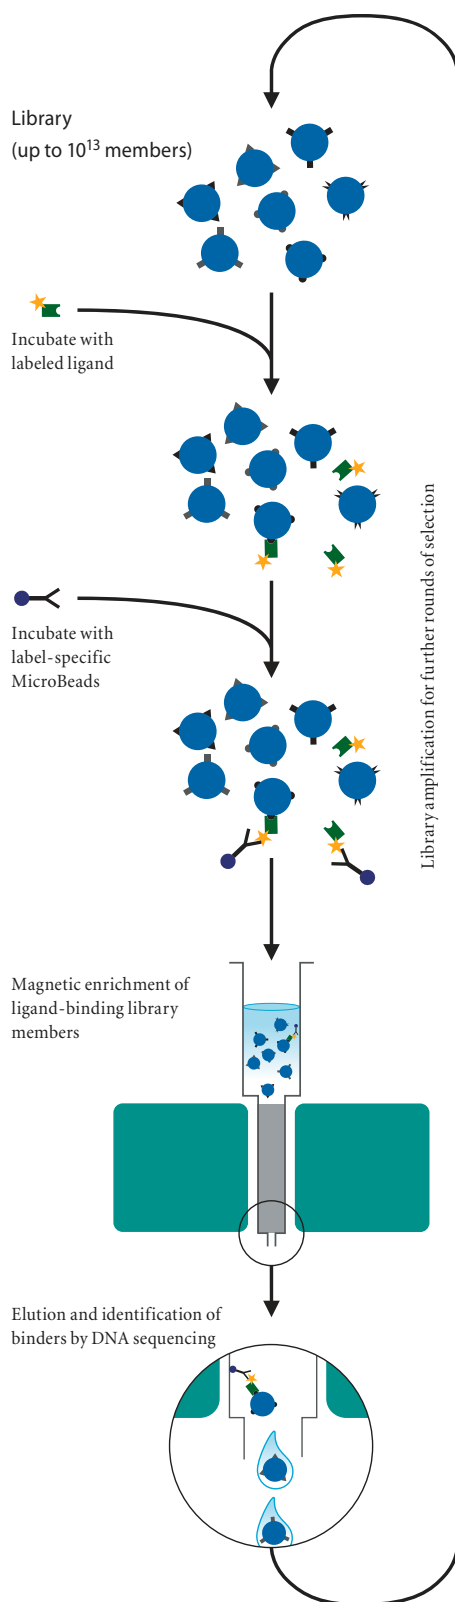 Library
(up to 10¹³ members)
Incubate with
labeled ligand
Incubate with
label-specific
MicroBeads
Library amplification for further rounds of selection
Magnetic enrichment of
ligand-binding library
members
Elution and identification of
binders by DNA sequencing